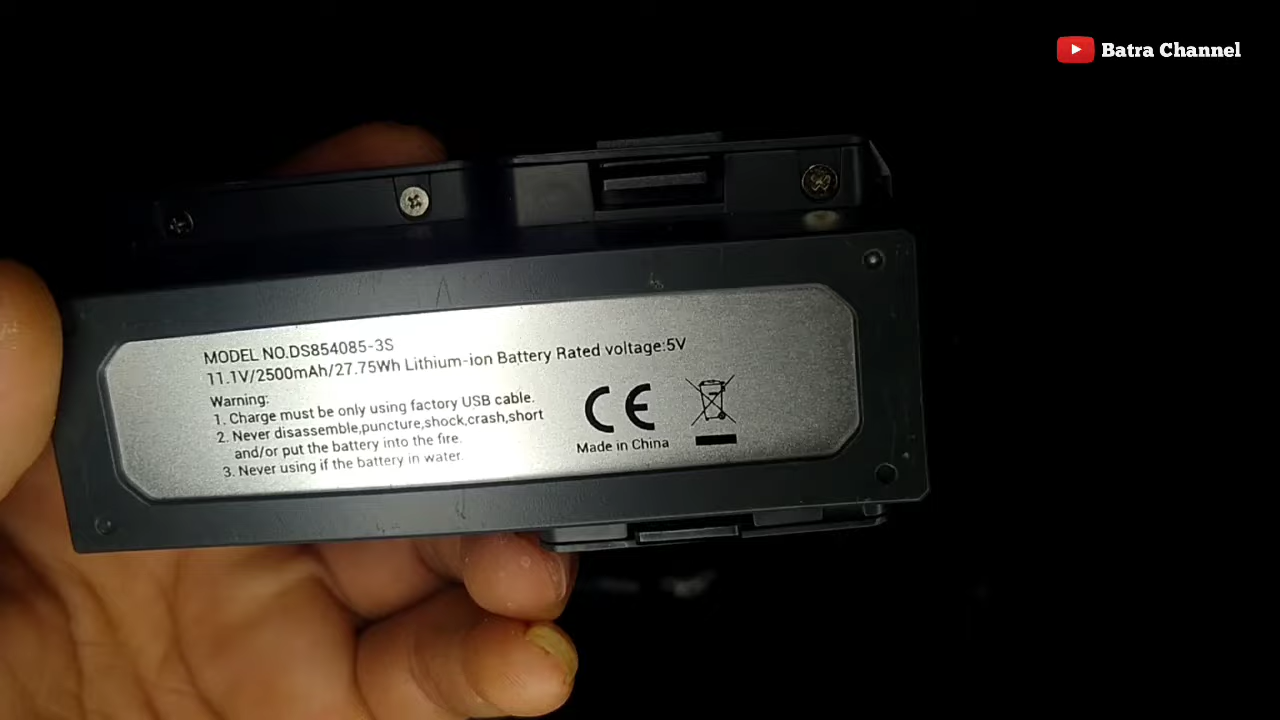 Batra Channel
MODEL NO.DS854085-3S
11.1V/2500mAh/27.75Wh Lithium-ion Battery Rated voltage:5V
Warning:
1. Charge must be only using factory USB cable.
2. Never disassemble,puncture,shock,crash,short
and/or put the battery into the fire.
3. Never using if the battery in water.
CE
Made in China